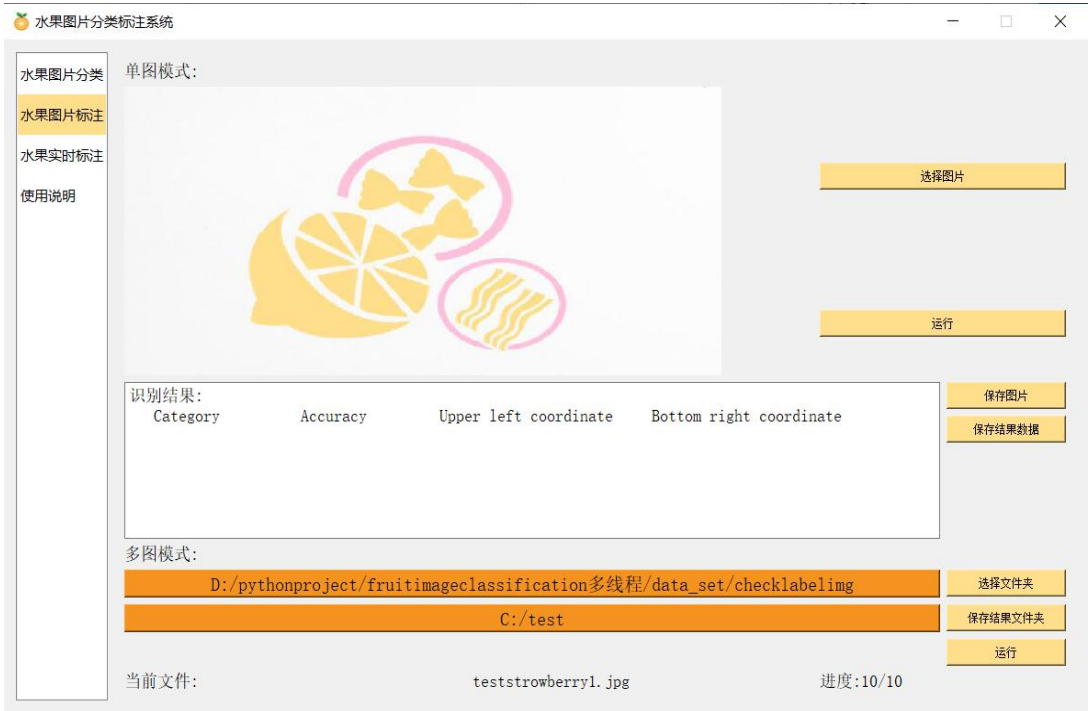 水果图片分类标注系统
水果图片分类
水果图片标注
水果实时标注
使用说明
单图模式:
选择图片
运行
识别结果:
Category Accuracy Upper left coordinate Bottom right coordinate
保存图片
保存结果数据
多图模式:
D:/pythonproject/fruitimageclassification多线程/data_set/checklabelimg
选择文件夹
C:/test
保存结果文件夹
运行
当前文件: teststrowberry1.jpg 进度:10/10